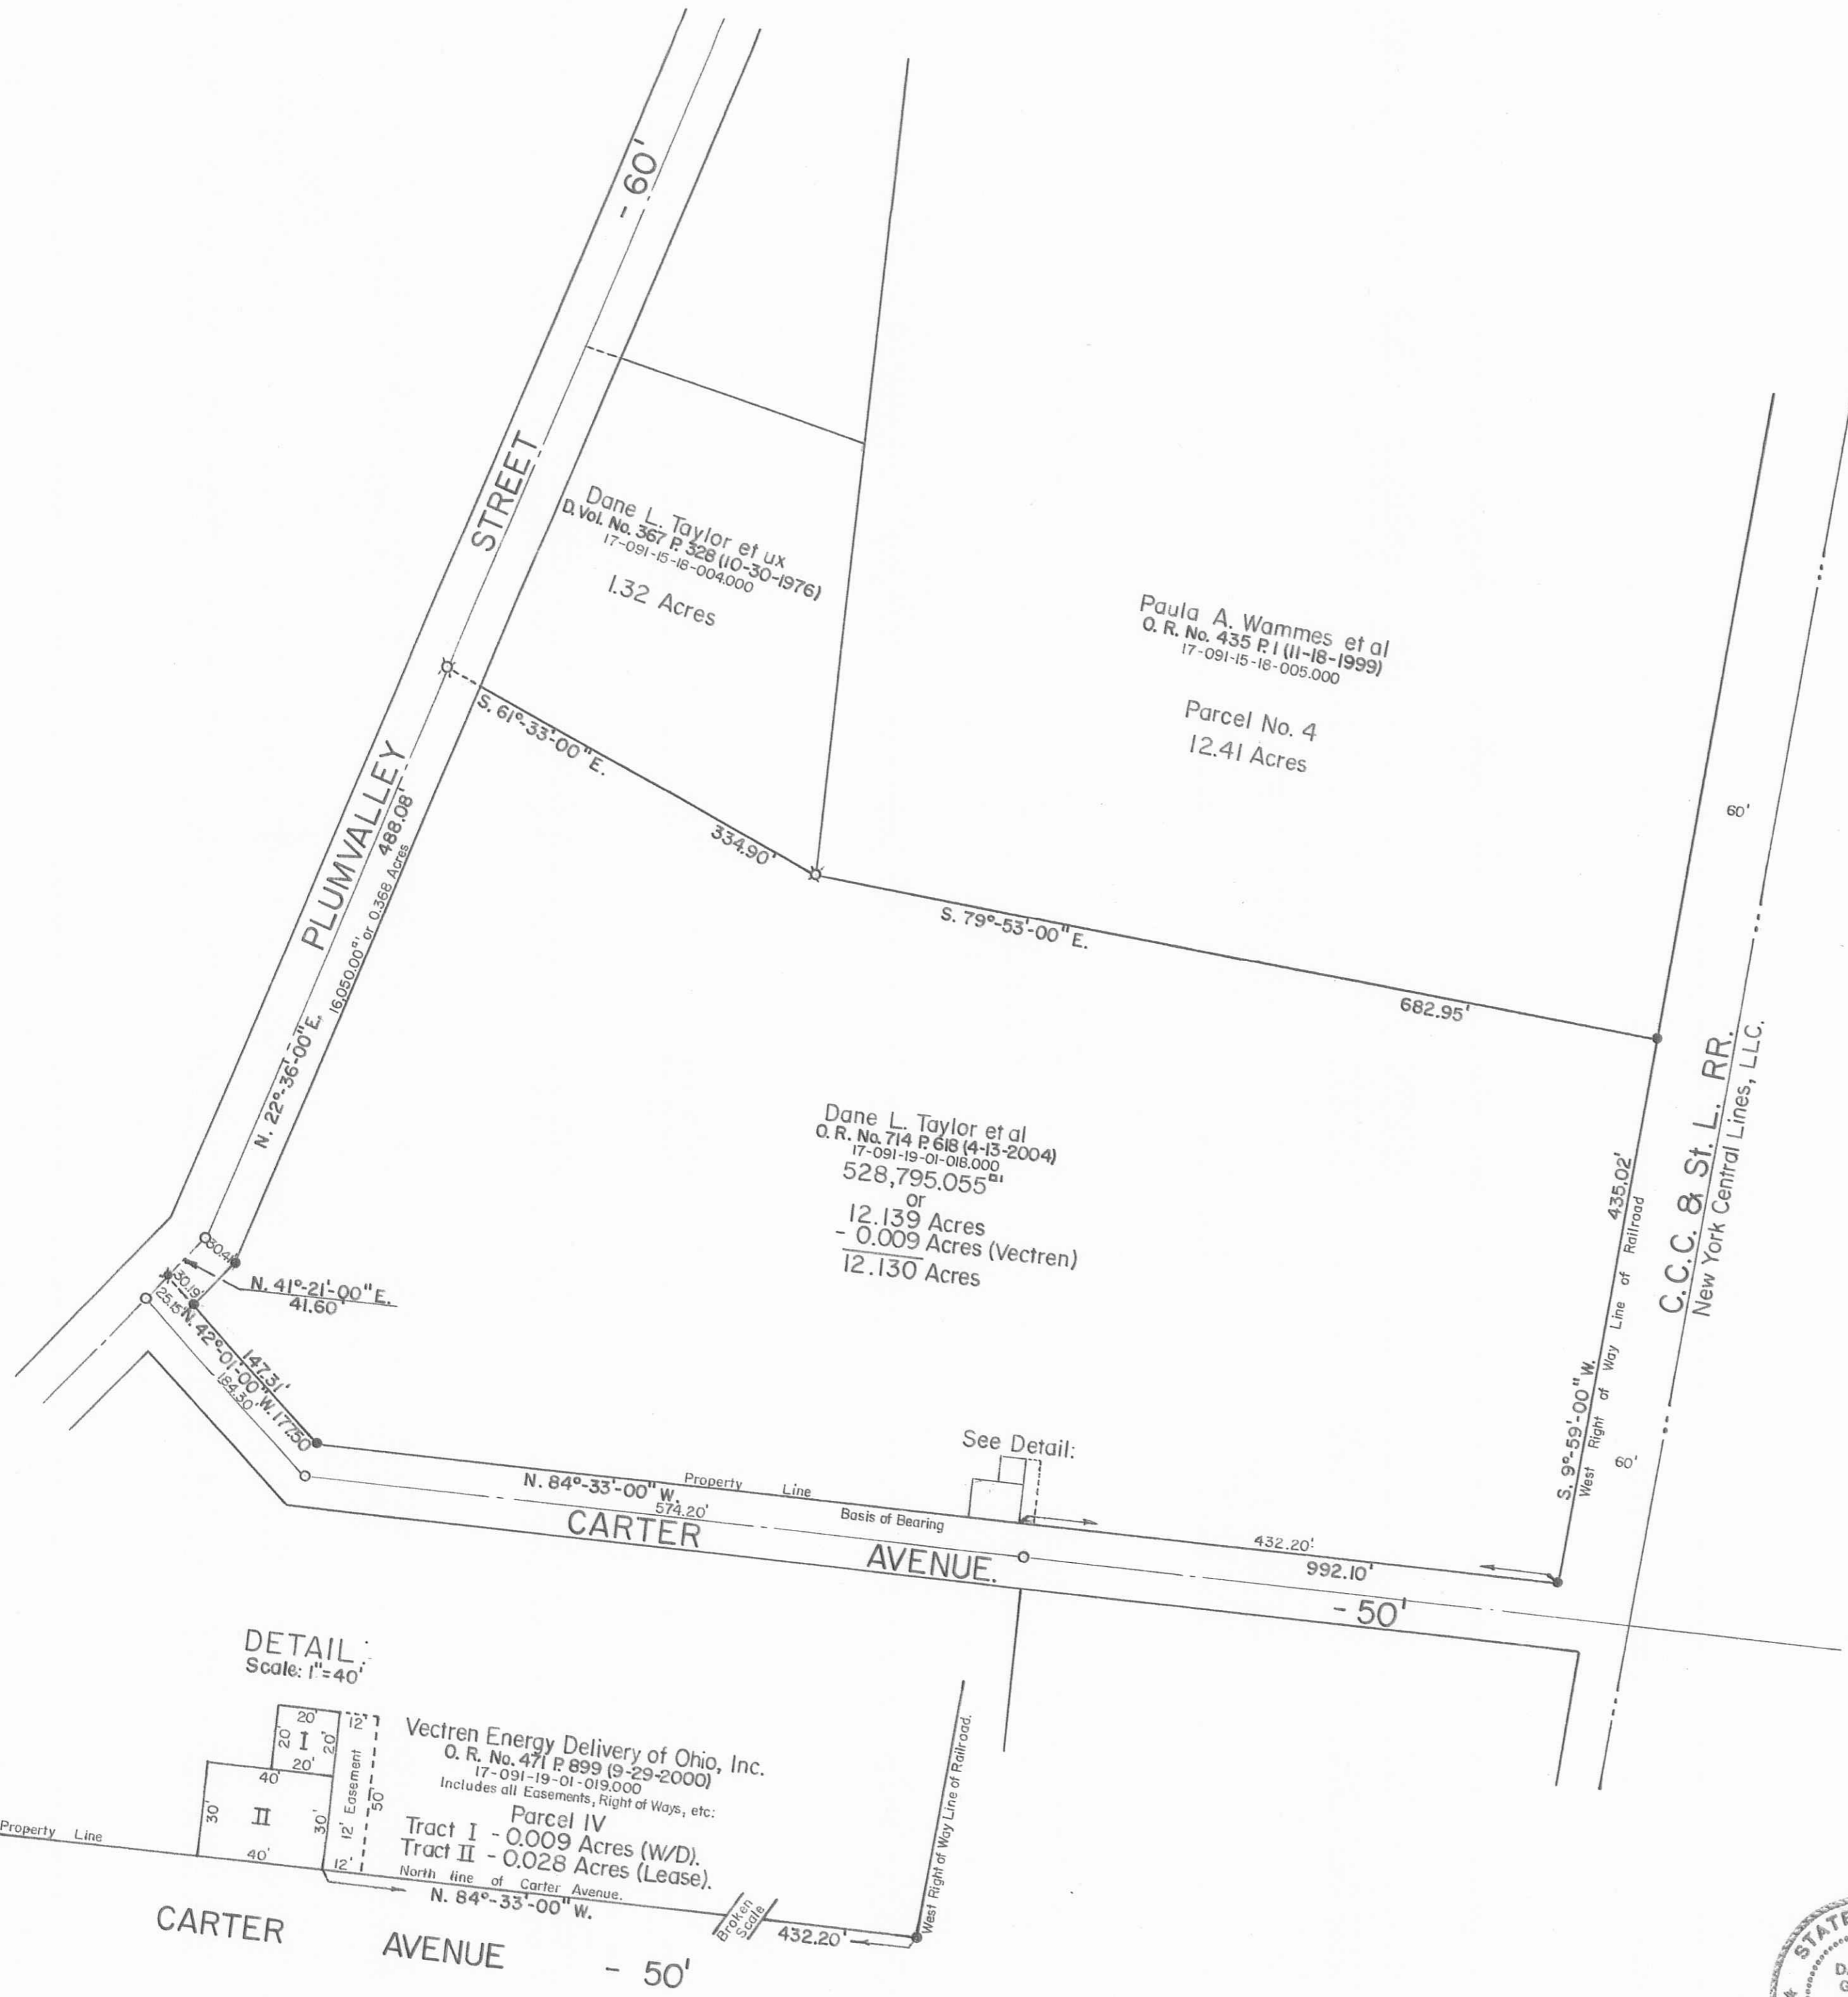 - 60'
STREET
PLUMVALLEY
Dane L. Taylor et ux
D. Vol. No. 367 P. 328 (10-30-1976)
17-091-15-18-004.000
1.32 Acres
Paula A. Wammes et al
O. R. No. 435 P. 1 (11-18-1999)
17-091-15-18-005.000
Parcel No. 4
12.41 Acres
S. 61°-33'-00" E.
334.90'
S. 79°-53'-00" E.
682.95'
60'
488.08'
16,050.00□' or 0.368 Acres
N. 22°-36'-00" E.
Dane L. Taylor et al
O. R. No. 714 P. 618 (4-13-2004)
17-091-19-01-018.000
528,795.055□'
or
12.139 Acres
- 0.009 Acres (Vectren)
12.130 Acres
435.02'
S. 9°-59'-00" W.
West Right of Way Line of Railroad
C. C. C. & St. L. RR.
New York Central Lines, LLC.
60'
30.19'
25.15'
N. 41°-21'-00" E.
41.60'
147.31'
N. 42°-01'-00" W. 177.50'
184.30'
See Detail:
N. 84°-33'-00" W.
Property Line
574.20'
Basis of Bearing
432.20'
992.10'
CARTER AVENUE.
- 50'
DETAIL:
Scale: 1"=40'
20'
12'
20'
I
20'
20'
40'
30'
II
30'
12' Easement
50'
40'
12'
Property Line
Vectren Energy Delivery of Ohio, Inc.
O. R. No. 471 P. 899 (9-29-2000)
17-091-19-01-019.000
Includes all Easements, Right of Ways, etc:
Parcel IV
Tract I - 0.009 Acres (W/D).
Tract II - 0.028 Acres (Lease).
North line of Carter Avenue.
N. 84°-33'-00" W.
Broken
Scale
432.20'
West Right of Way Line of Railroad.
CARTER AVENUE - 50'
STATE